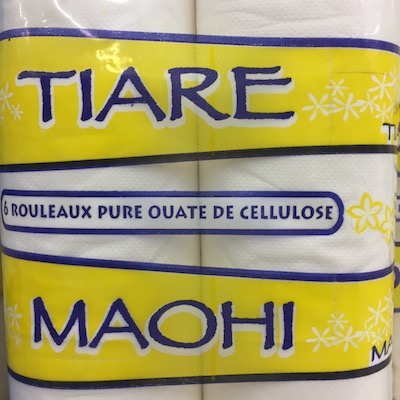 TIARE
6 ROULEAUX PURE OUATE DE CELLULOSE
MAOHI